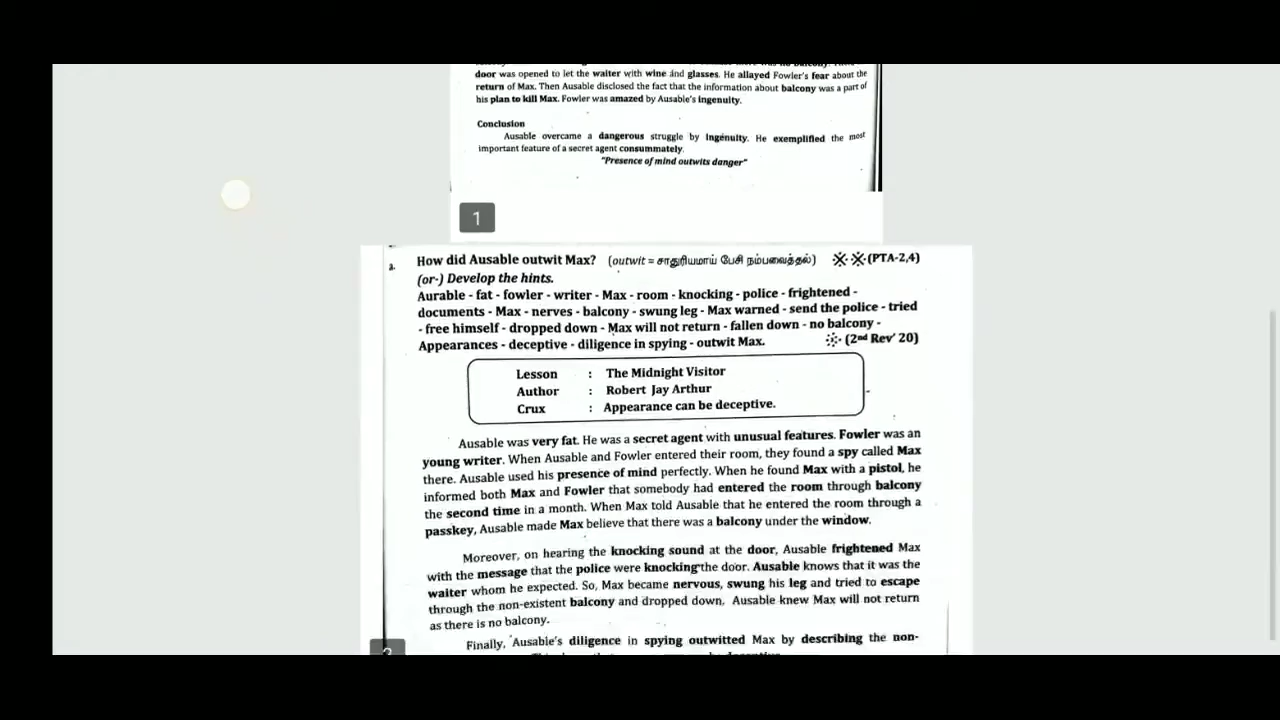 door was opened to let the waiter with wine and glasses. He allayed Fowler's fear about the
return of Max. Then Ausable disclosed the fact that the information about balcony was a part of
his plan to kill Max. Fowler was amazed by Ausable's ingenuity.
Conclusion
Ausable overcame a dangerous struggle by ingenuity. He exemplified the most
important feature of a secret agent consummately.
"Presence of mind outwits danger"
1
How did Ausable outwit Max? (outwit = சாதுரியமாய் பேசி நம்பவைத்தல்) ※ ※ (PTA-2,4)
(or-) Develop the hints.
Aurable - fat - fowler - writer - Max - room - knocking - police - frightened -
documents - Max - nerves - balcony - swung leg - Max warned - send the police - tried
- free himself - dropped down - Max will not return - fallen down - no balcony -
Appearances - deceptive - diligence in spying - outwit Max. ※ (2nd Rev' 20)
Lesson : The Midnight Visitor
Author : Robert Jay Arthur
Crux : Appearance can be deceptive.
Ausable was very fat. He was a secret agent with unusual features. Fowler was an
young writer. When Ausable and Fowler entered their room, they found a spy called Max
there. Ausable used his presence of mind perfectly. When he found Max with a pistol, he
informed both Max and Fowler that somebody had entered the room through balcony
the second time in a month. When Max told Ausable that he entered the room through a
passkey, Ausable made Max believe that there was a balcony under the window.
Moreover, on hearing the knocking sound at the door, Ausable frightened Max
with the message that the police were knocking the door. Ausable knows that it was the
waiter whom he expected. So, Max became nervous, swung his leg and tried to escape
through the non-existent balcony and dropped down. Ausable knew Max will not return
as there is no balcony.
Finally, Ausable's diligence in spying outwitted Max by describing the non-